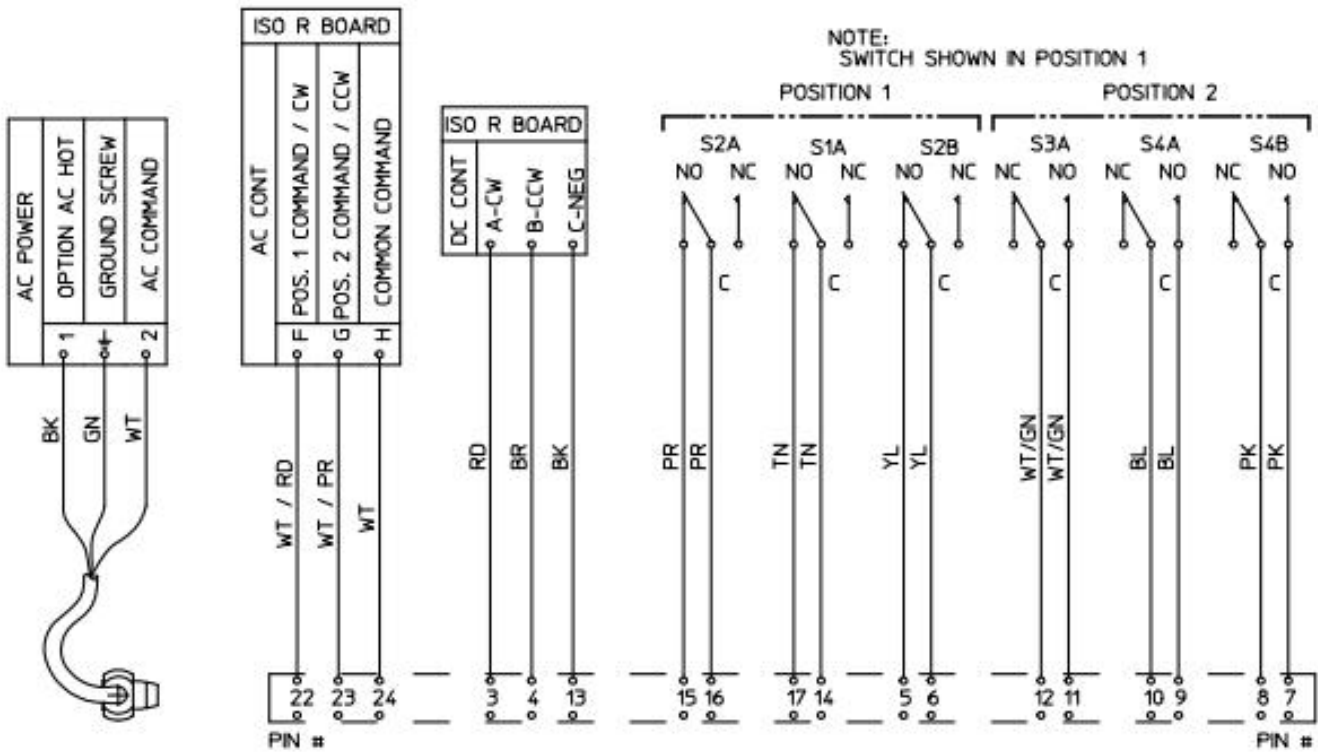 NOTE:
SWITCH SHOWN IN POSITION 1
AC POWER
OPTION AC HOT
GROUND SCREW
AC COMMAND
1
2
BK
GN
WT
ISO R BOARD
AC CONT
POS. 1 COMMAND / CW
POS. 2 COMMAND / CCW
COMMON COMMAND
F
G
H
WT / RD
WT / PR
WT
ISO R BOARD
DC CONT
A-CW
B-CCW
C-NEG
RD
BR
BK
POSITION 1
POSITION 2
S2A
S1A
S2B
S3A
S4A
S4B
NO NC NO NC NO NC NC NO NC NO NC NO
C C C C C C
PR PR TN TN YL YL WT/GN WT/GN BL BL PK PK
22 23 24 3 4 13 15 16 17 14 5 6 12 11 10 9 8 7
PIN # PIN #